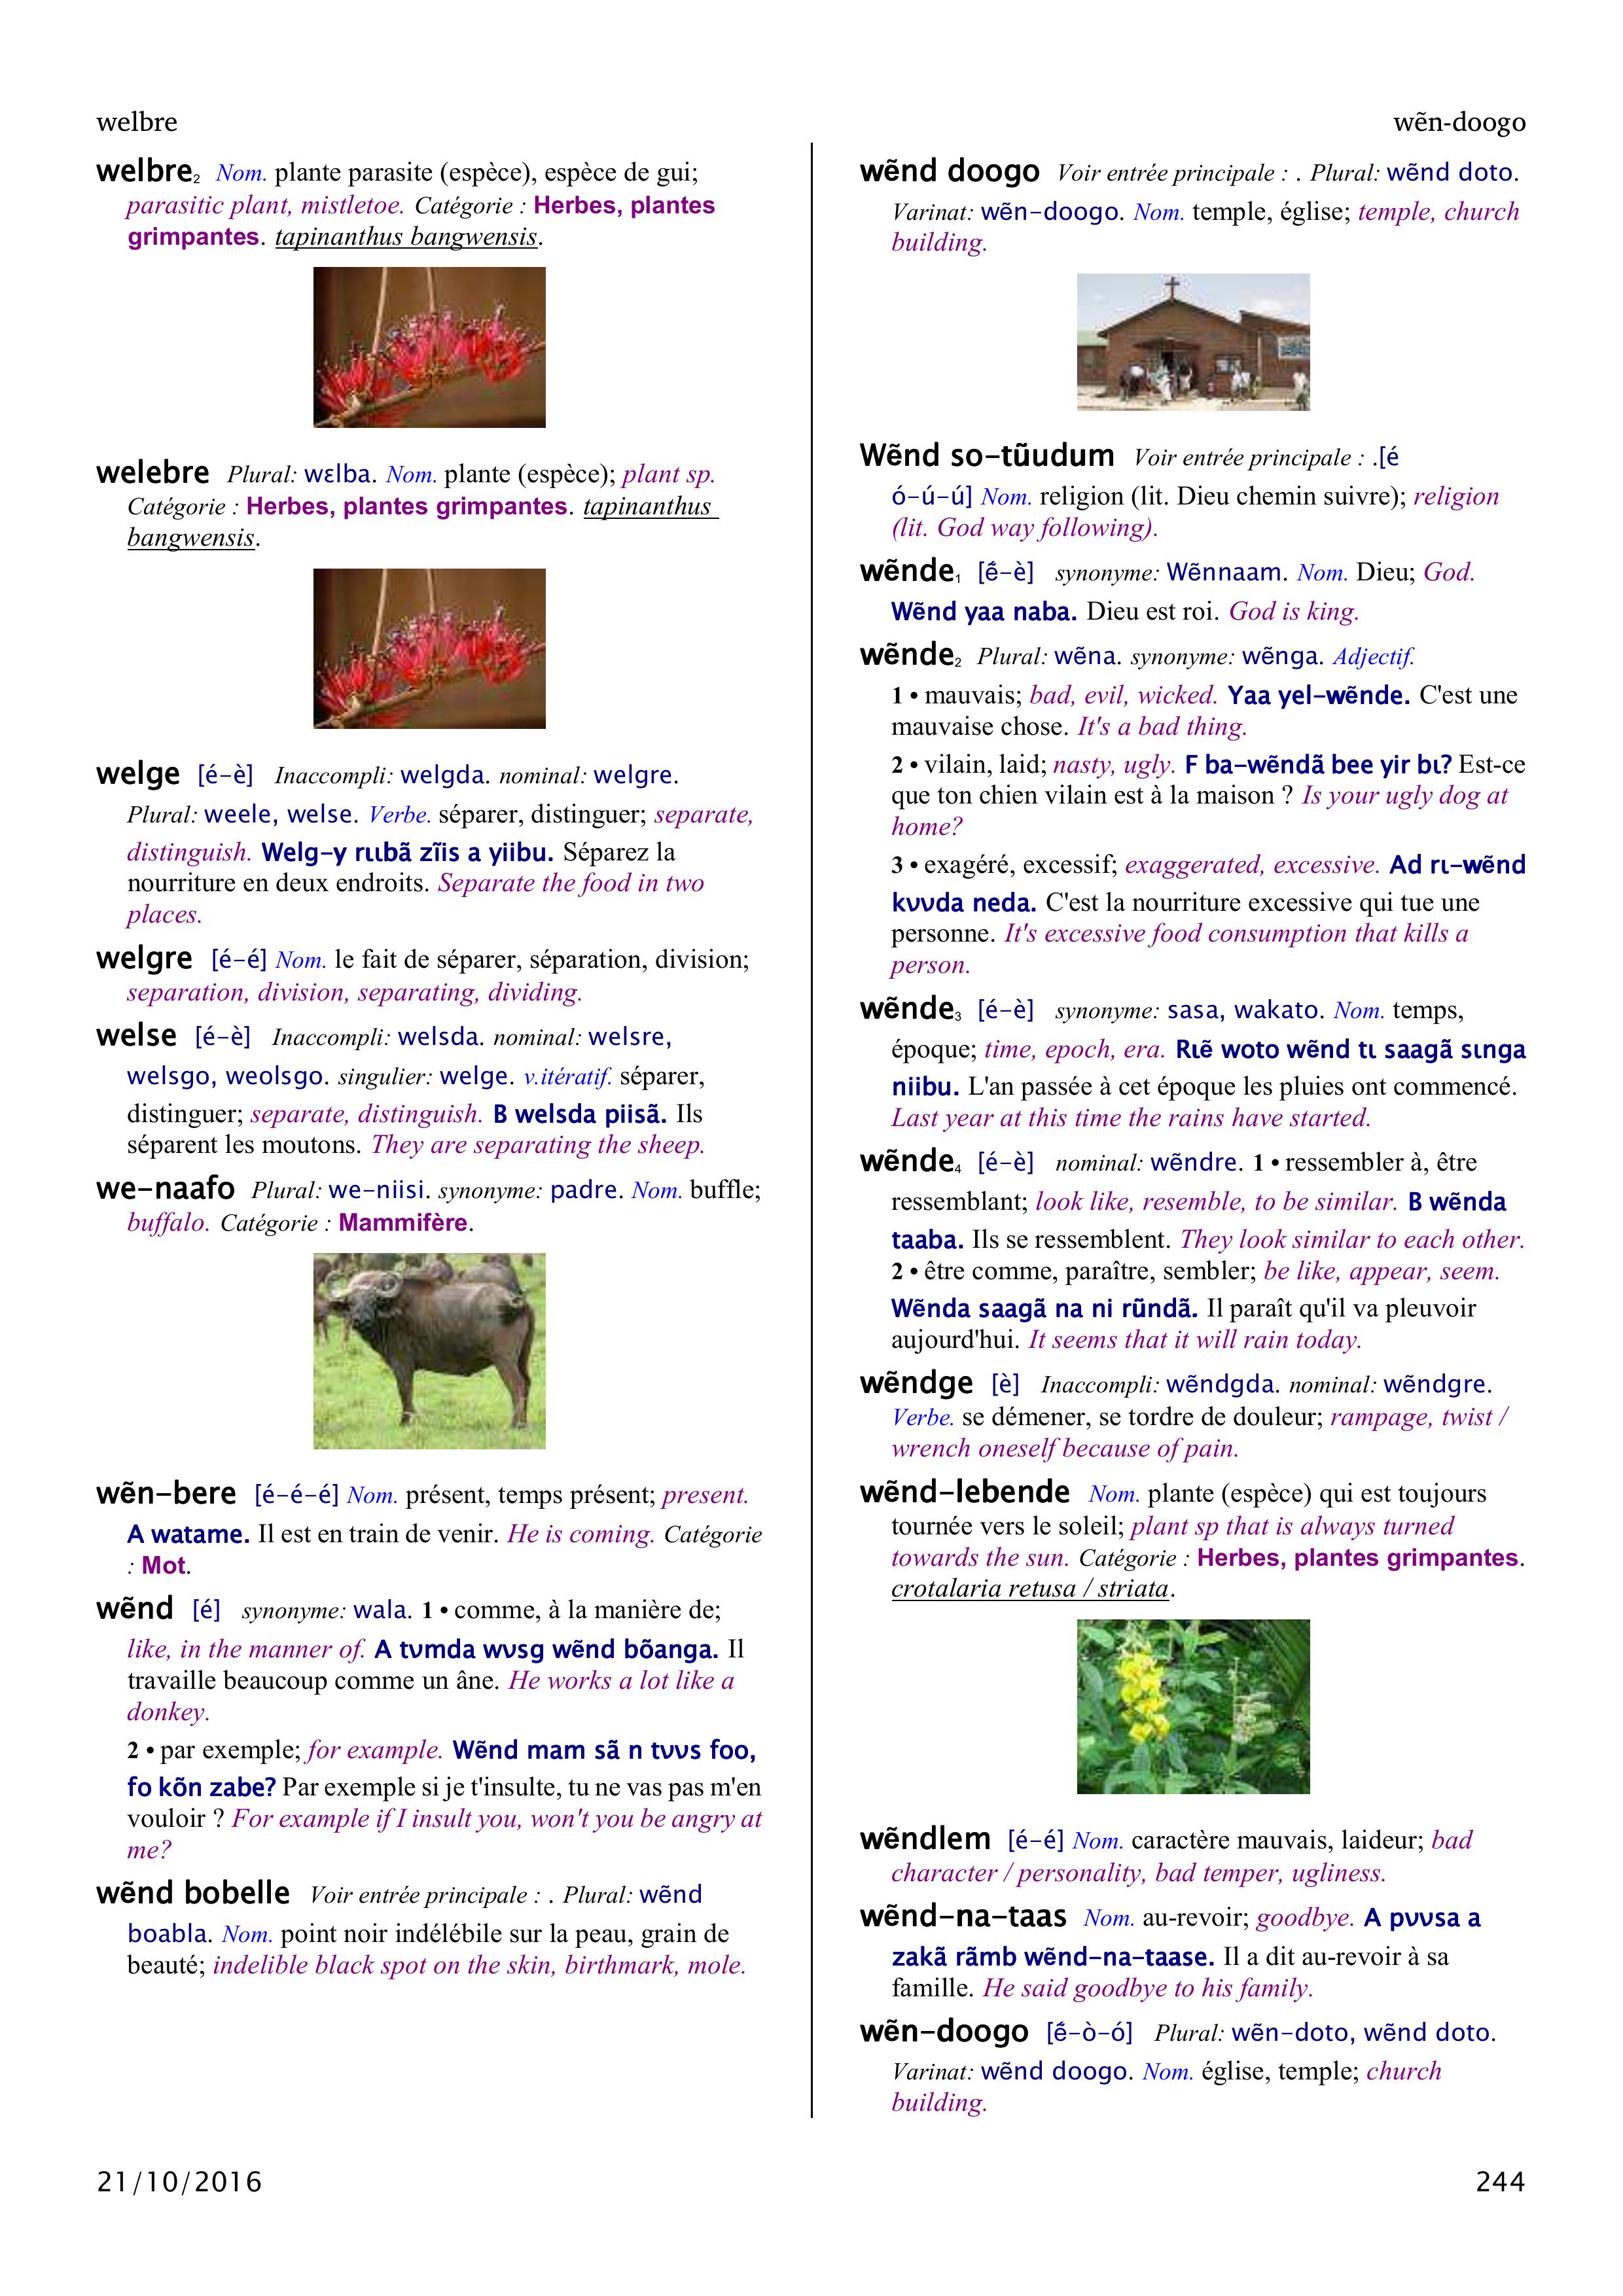 welbre
wẽn-doogo
welbre₂ Nom. plante parasite (espèce), espèce de gui;
parasitic plant, mistletoe. Catégorie : Herbes, plantes
grimpantes. tapinanthus bangwensis.
welebre Plural: wɛlba. Nom. plante (espèce); plant sp.
Catégorie : Herbes, plantes grimpantes. tapinanthus
bangwensis.
welge [é-è] Inaccompli: welgda. nominal: welgre.
Plural: weele, welse. Verbe. séparer, distinguer; separate,
distinguish. Welg-y rɩɩbã zĩis a yiibu. Séparez la
nourriture en deux endroits. Separate the food in two
places.
welgre [é-é] Nom. le fait de séparer, séparation, division;
separation, division, separating, dividing.
welse [é-è] Inaccompli: welsda. nominal: welsre,
welsgo, weolsgo. singulier: welge. v.itératif. séparer,
distinguer; separate, distinguish. B welsda piisã. Ils
séparent les moutons. They are separating the sheep.
we-naafo Plural: we-niisi. synonyme: padre. Nom. buffle;
buffalo. Catégorie : Mammifère.
wẽn-bere [é-é-é] Nom. présent, temps présent; present.
A watame. Il est en train de venir. He is coming. Catégorie
: Mot.
wẽnd [é] synonyme: wala. 1 • comme, à la manière de;
like, in the manner of. A tʋmda wʋsg wẽnd bõanga. Il
travaille beaucoup comme un âne. He works a lot like a
donkey.
2 • par exemple; for example. Wẽnd mam sã n tʋʋs foo,
fo kõn zabe? Par exemple si je t'insulte, tu ne vas pas m'en
vouloir ? For example if I insult you, won't you be angry at
me?
wẽnd bobelle Voir entrée principale : . Plural: wẽnd
boabla. Nom. point noir indélébile sur la peau, grain de
beauté; indelible black spot on the skin, birthmark, mole.
wẽnd doogo Voir entrée principale : . Plural: wẽnd doto.
Varinat: wẽn-doogo. Nom. temple, église; temple, church
building.
Wẽnd so-tũudum Voir entrée principale : .[é
ó-ú-ú] Nom. religion (lit. Dieu chemin suivre); religion
(lit. God way following).
wẽnde₁ [ẽ́-è] synonyme: Wẽnnaam. Nom. Dieu; God.
Wẽnd yaa naba. Dieu est roi. God is king.
wẽnde₂ Plural: wẽna. synonyme: wẽnga. Adjectif.
1 • mauvais; bad, evil, wicked. Yaa yel-wẽnde. C'est une
mauvaise chose. It's a bad thing.
2 • vilain, laid; nasty, ugly. F ba-wẽndã bee yir bɩ? Est-ce
que ton chien vilain est à la maison ? Is your ugly dog at
home?
3 • exagéré, excessif; exaggerated, excessive. Ad rɩ-wẽnd
kʋʋda neda. C'est la nourriture excessive qui tue une
personne. It's excessive food consumption that kills a
person.
wẽnde₃ [é-è] synonyme: sasa, wakato. Nom. temps,
époque; time, epoch, era. Rɩẽ woto wẽnd tɩ saagã sɩnga
niibu. L'an passée à cet époque les pluies ont commencé.
Last year at this time the rains have started.
wẽnde₄ [é-è] nominal: wẽndre. 1 • ressembler à, être
ressemblant; look like, resemble, to be similar. B wẽnda
taaba. Ils se ressemblent. They look similar to each other.
2 • être comme, paraître, sembler; be like, appear, seem.
Wẽnda saagã na ni rũndã. Il paraît qu'il va pleuvoir
aujourd'hui. It seems that it will rain today.
wẽndge [è] Inaccompli: wẽndgda. nominal: wẽndgre.
Verbe. se démener, se tordre de douleur; rampage, twist /
wrench oneself because of pain.
wẽnd-lebende Nom. plante (espèce) qui est toujours
tournée vers le soleil; plant sp that is always turned
towards the sun. Catégorie : Herbes, plantes grimpantes.
crotalaria retusa / striata.
wẽndlem [é-é] Nom. caractère mauvais, laideur; bad
character / personality, bad temper, ugliness.
wẽnd-na-taas Nom. au-revoir; goodbye. A pʋʋsa a
zakã rãmb wẽnd-na-taase. Il a dit au-revoir à sa
famille. He said goodbye to his family.
wẽn-doogo [ẽ́-ò-ó] Plural: wẽn-doto, wẽnd doto.
Varinat: wẽnd doogo. Nom. église, temple; church
building.
21/10/2016
244